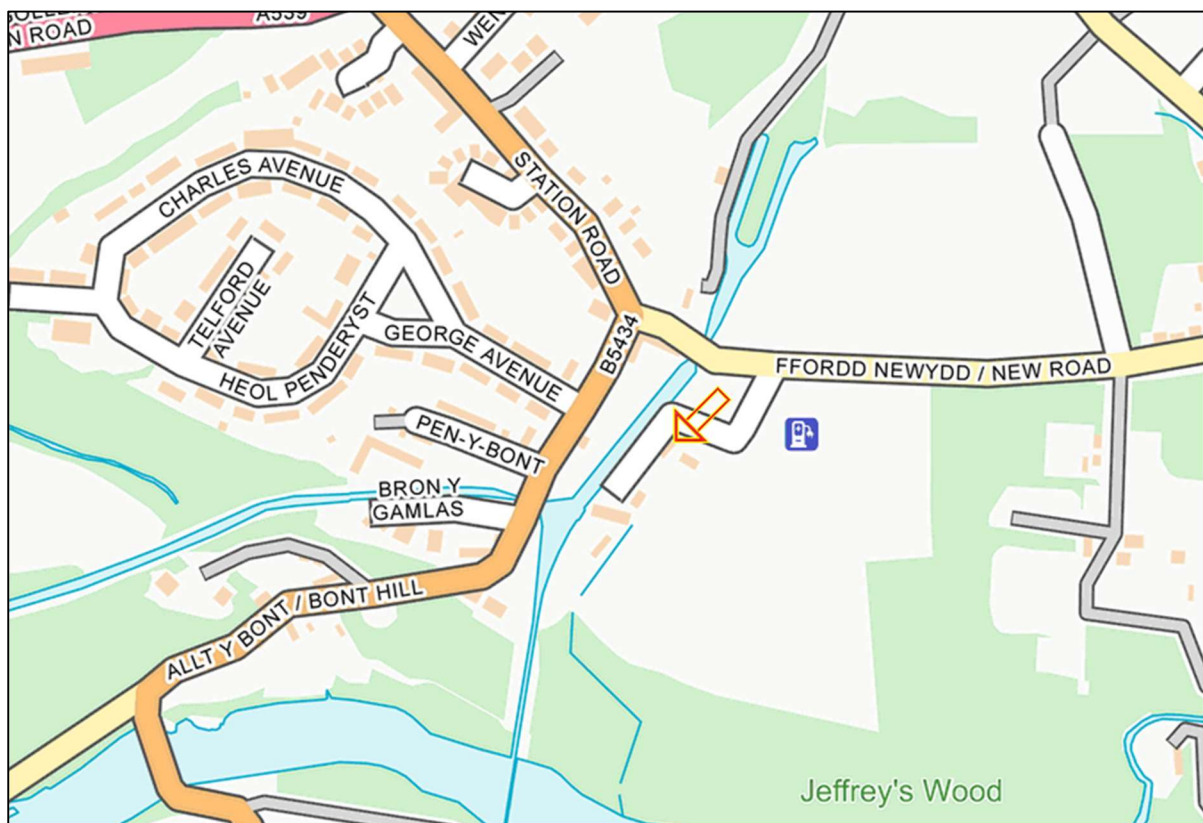 A539
N ROAD
WEN
STATION ROAD
CHARLES AVENUE
TELFORD
AVENUE
HEOL PENDERYST
GEORGE AVENUE
B5434
FFORDD NEWYDD / NEW ROAD
PEN-Y-BONT
BRON Y
GAMLAS
ALLT Y BONT / BONT HILL
Jeffrey's Wood